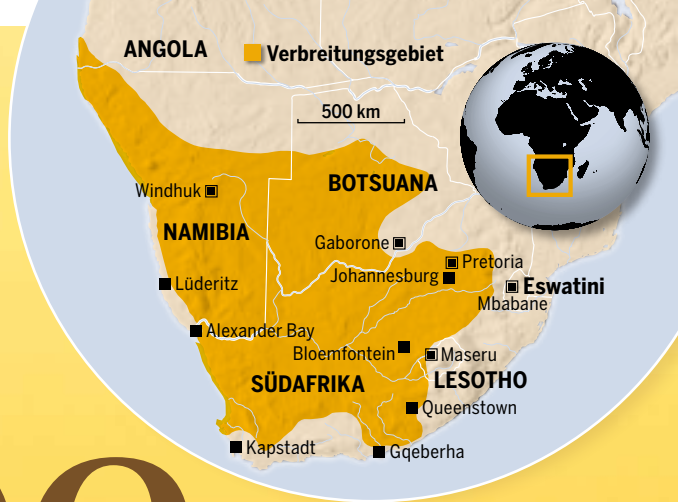 ANGOLA
Verbreitungsgebiet
500 km
Windhuk
BOTSUANA
NAMIBIA
Gaborone
Pretoria
Johannesburg
Eswatini
Mbabane
Lüderitz
Alexander Bay
Bloemfontein
Maseru
SÜDAFRIKA
LESOTHO
Queenstown
Kapstadt
Gqeberha